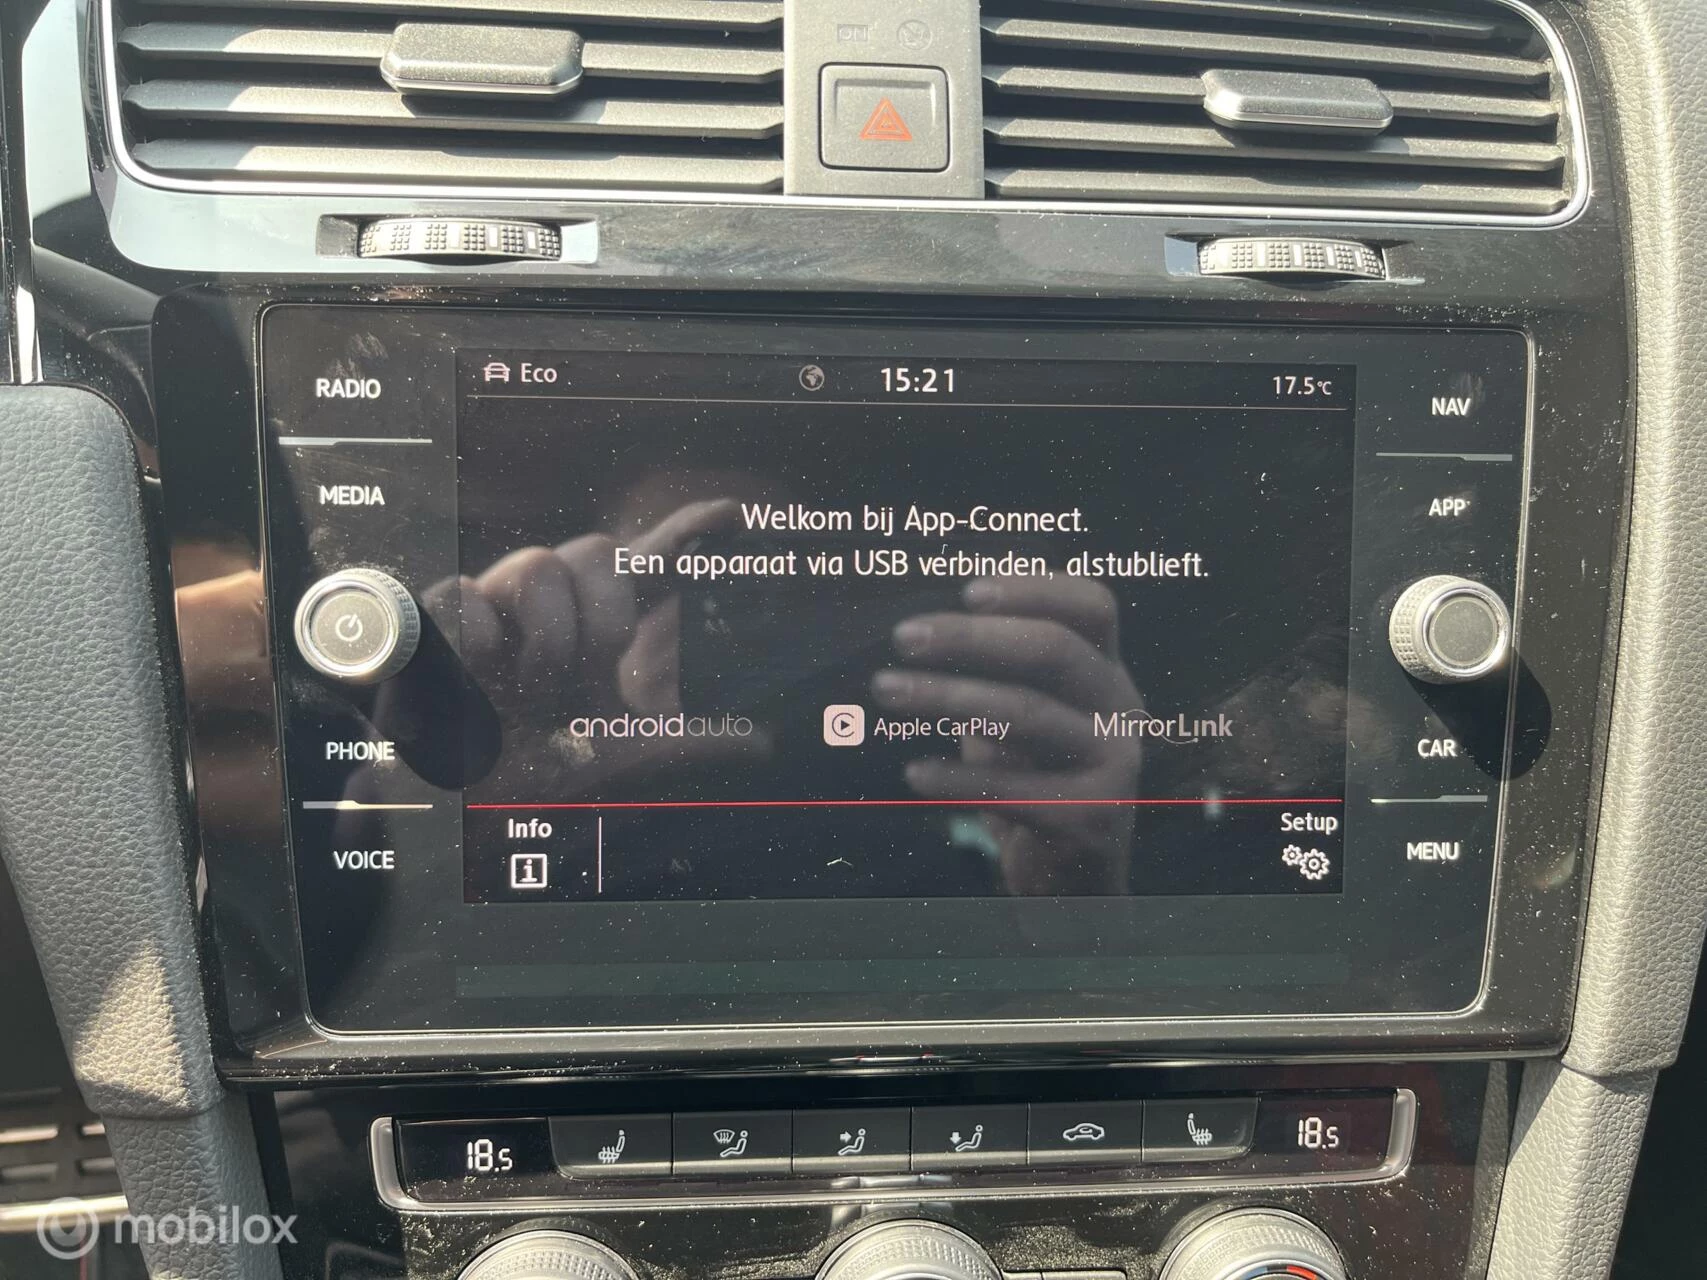 ON
RADIO
MEDIA
PHONE
VOICE
Eco 15:21 17.5°C
Welkom bij App-Connect.
Een apparaat via USB verbinden, alstublieft.
androidauto Apple CarPlay MirrorLink
Info Setup
i
NAV
APP
CAR
MENU
18.5 18.5
mobilox